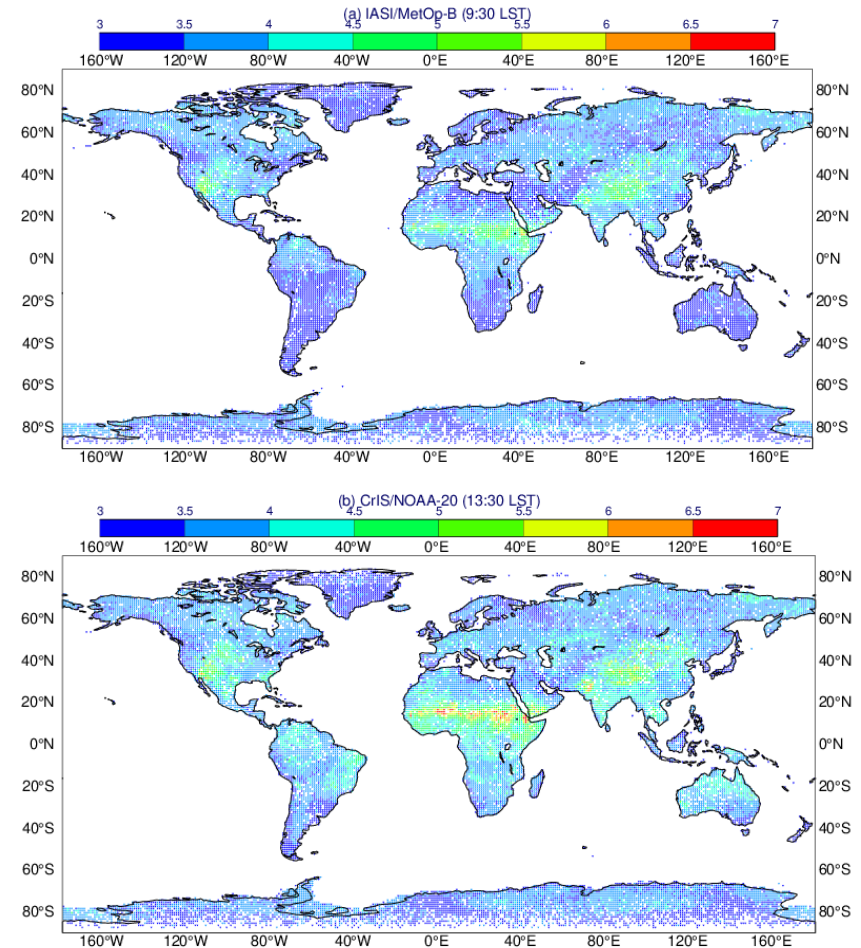 (a) IASI/MetOp-B (9:30 LST)
3 3.5 4 4.5 5 5.5 6 6.5 7
160°W 120°W 80°W 40°W 0°E 40°E 80°E 120°E 160°E
80°N 80°N
60°N 60°N
40°N 40°N
20°N 20°N
0°N 0°N
20°S 20°S
40°S 40°S
60°S 60°S
80°S 80°S
160°W 120°W 80°W 40°W 0°E 40°E 80°E 120°E 160°E
(b) CrIS/NOAA-20 (13:30 LST)
3 3.5 4 4.5 5 5.5 6 6.5 7
160°W 120°W 80°W 40°W 0°E 40°E 80°E 120°E 160°E
80°N 80°N
60°N 60°N
40°N 40°N
20°N 20°N
0°N 0°N
20°S 20°S
40°S 40°S
60°S 60°S
80°S 80°S
160°W 120°W 80°W 40°W 0°E 40°E 80°E 120°E 160°E